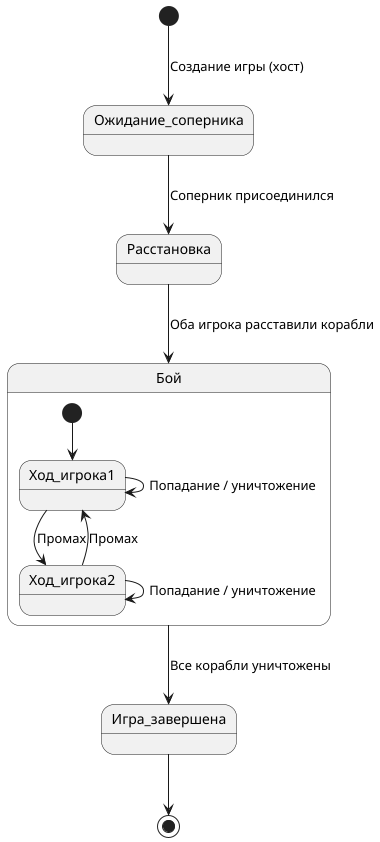 Создание игры (хост)
Ожидание_соперника
Соперник присоединился
Расстановка
Оба игрока расставили корабли
Бой
Ход_игрока1
Попадание / уничтожение
Промах
Промах
Ход_игрока2
Попадание / уничтожение
Все корабли уничтожены
Игра_завершена